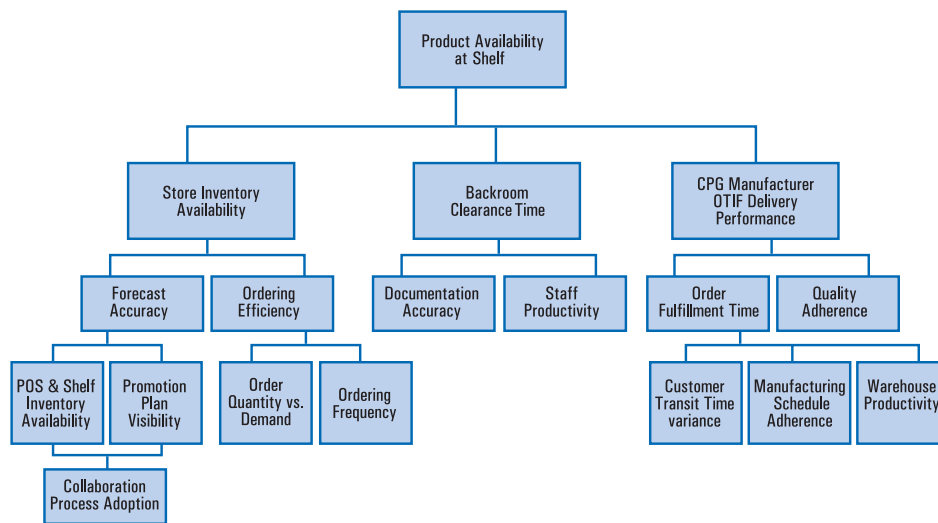 Product Availability
at Shelf
Store Inventory
Availability
Backroom
Clearance Time
CPG Manufacturer
OTIF Delivery
Performance
Forecast
Accuracy
Ordering
Efficiency
Documentation
Accuracy
Staff
Productivity
Order
Fulfillment Time
Quality
Adherence
POS & Shelf
Inventory
Availability
Promotion
Plan
Visibility
Order
Quantity vs.
Demand
Ordering
Frequency
Customer
Transit Time
variance
Manufacturing
Schedule
Adherence
Warehouse
Productivity
Collaboration
Process Adoption